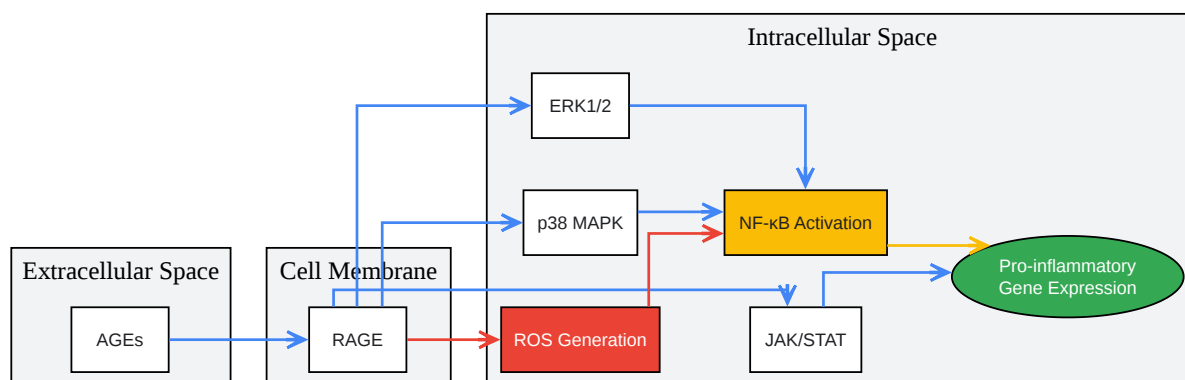 Intracellular Space
ERK1/2
p38 MAPK
NF-κB Activation
Extracellular Space
Cell Membrane
Pro-inflammatory
Gene Expression
AGEs
RAGE
ROS Generation
JAK/STAT